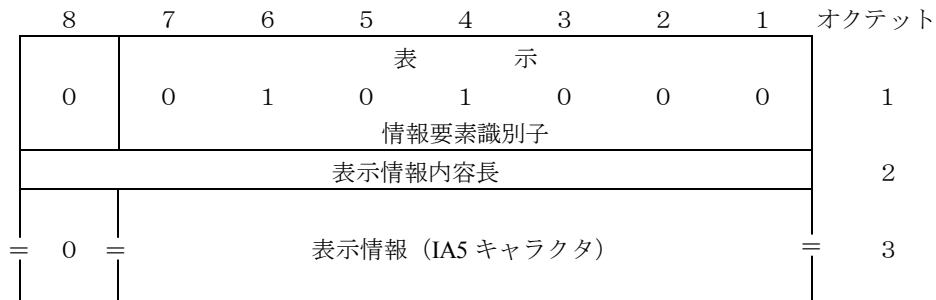 ８ ７ ６ ５ ４ ３ ２ １ オクテット
表 示
０ ０ １ ０ １ ０ ０ ０ １
情報要素識別子
表示情報内容長 ２
＝ ０ ＝ 表示情報（IA5 キャラクタ） ＝ ３